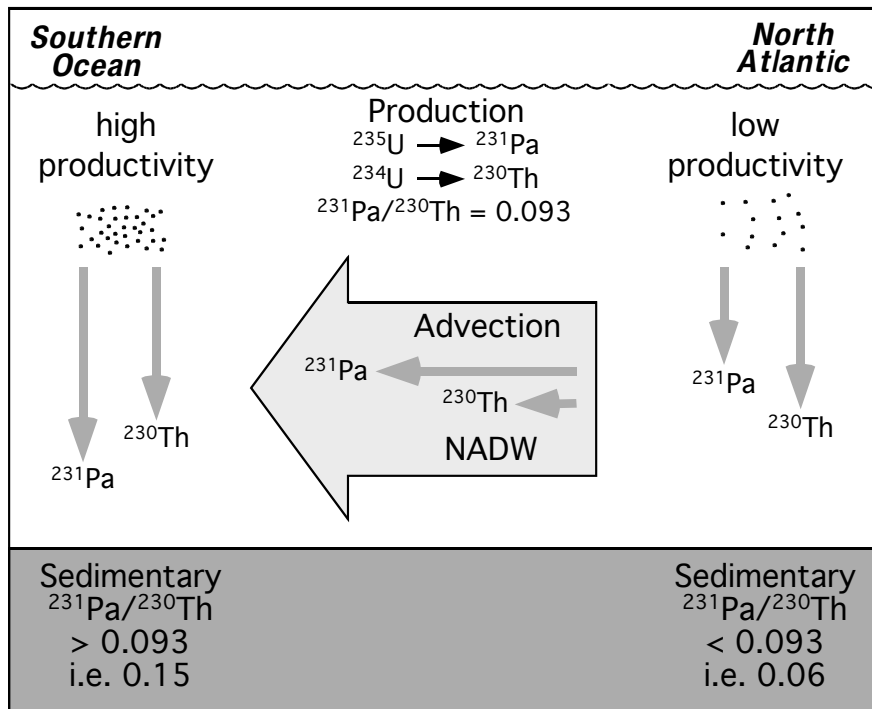 Southern
Ocean
North
Atlantic
high
productivity
Production
²³⁵U → ²³¹Pa
²³⁴U → ²³⁰Th
²³¹Pa/²³⁰Th = 0.093
low
productivity
Advection
²³¹Pa
²³⁰Th
NADW
²³⁰Th
²³¹Pa
²³¹Pa
²³⁰Th
Sedimentary
²³¹Pa/²³⁰Th
> 0.093
i.e. 0.15
Sedimentary
²³¹Pa/²³⁰Th
< 0.093
i.e. 0.06